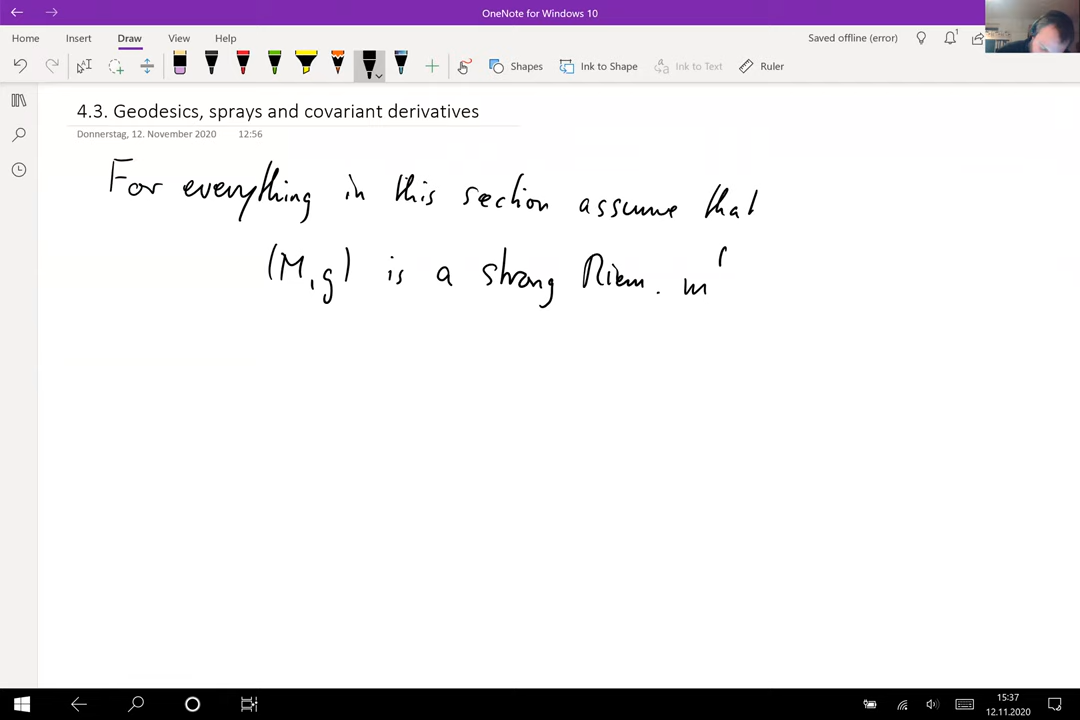 OneNote for Windows 10
Home Insert Draw View Help Saved offline (error) 1
Shapes Ink to Shape Ink to Text Ruler
4.3. Geodesics, sprays and covariant derivatives
Donnerstag, 12. November 2020 12:56
For everything in this section assume that
(M,g) is a strong Riem. m
15:37
12.11.2020